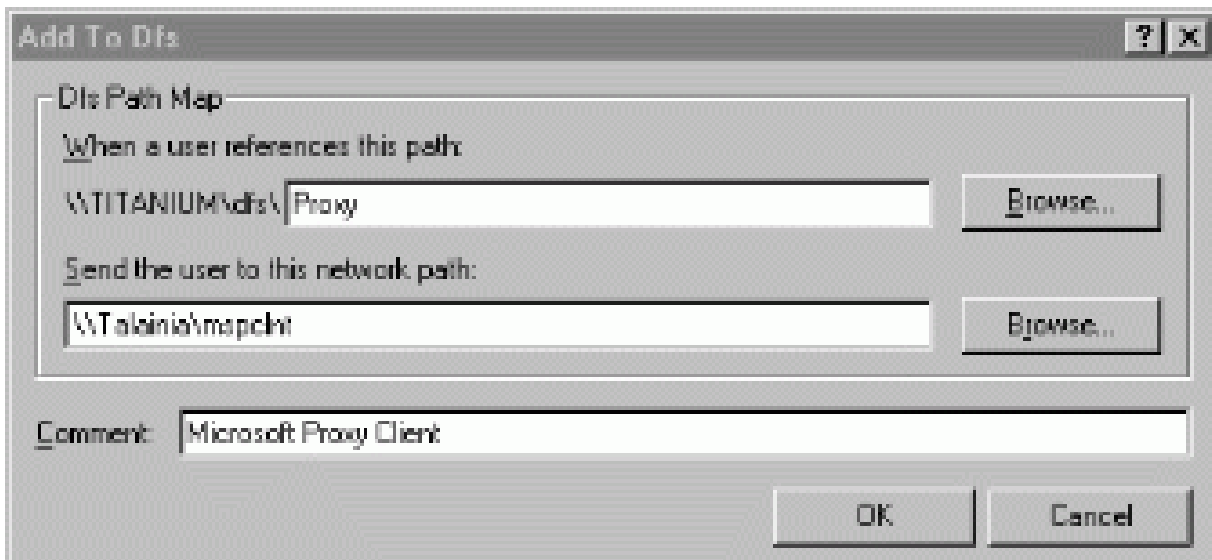 Add To Dfs
Dfs Path Map
When a user references this path:
\\TITANIUM\dfs\ Proxy Browse...
Send the user to this network path:
\\Talainia\mspclnt Browse...
Comment: Microsoft Proxy Client
OK Cancel